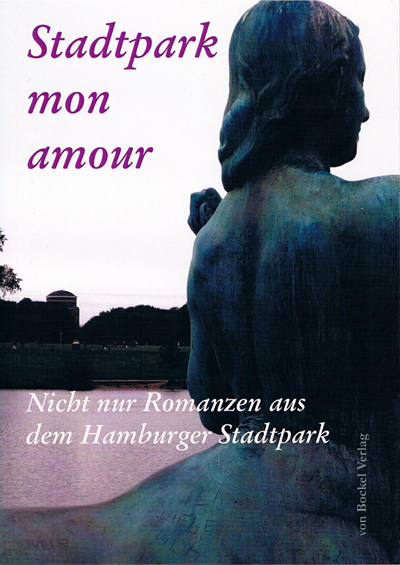 Stadtpark
mon
amour
Nicht nur Romanzen aus
dem Hamburger Stadtpark
von Bockel Verlag